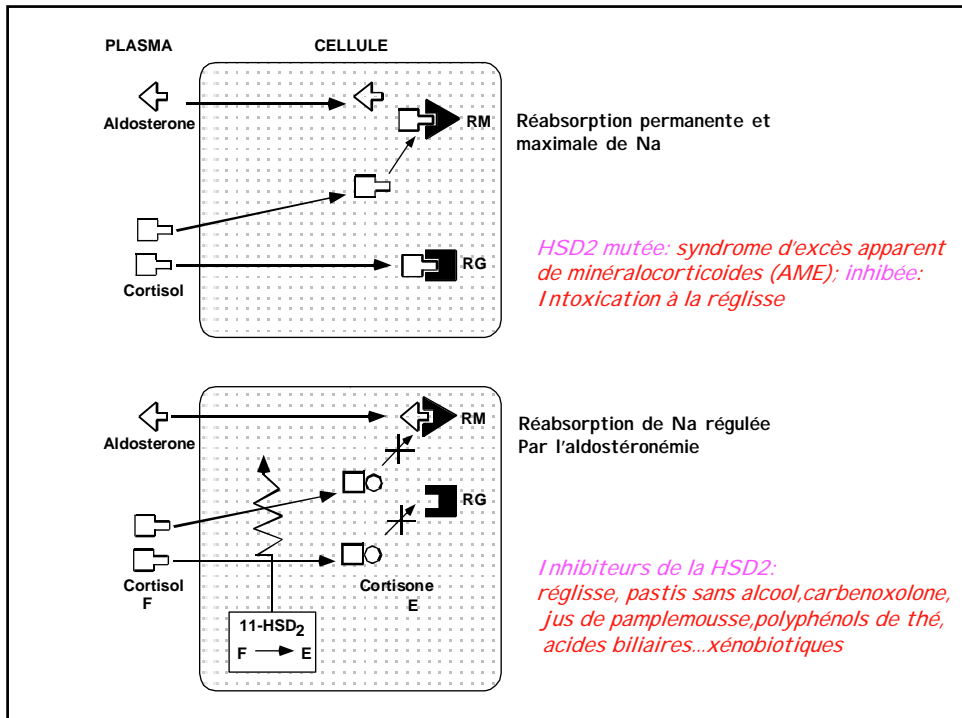 PLASMA
CELLULE
Aldosterone
RM
Réabsorption permanente et
maximale de Na
RG
Cortisol
HSD2 mutée: syndrome d'excès apparent
de minéralocorticoides (AME); inhibée:
Intoxication à la réglisse
Aldosterone
RM
Réabsorption de Na régulée
Par l'aldostéronémie
RG
Cortisol
F
Cortisone
E
11-HSD2
F E
Inhibiteurs de la HSD2:
réglisse, pastis sans alcool,carbenoxolone,
jus de pamplemousse,polyphénols de thé,
acides biliaires...xénobiotiques